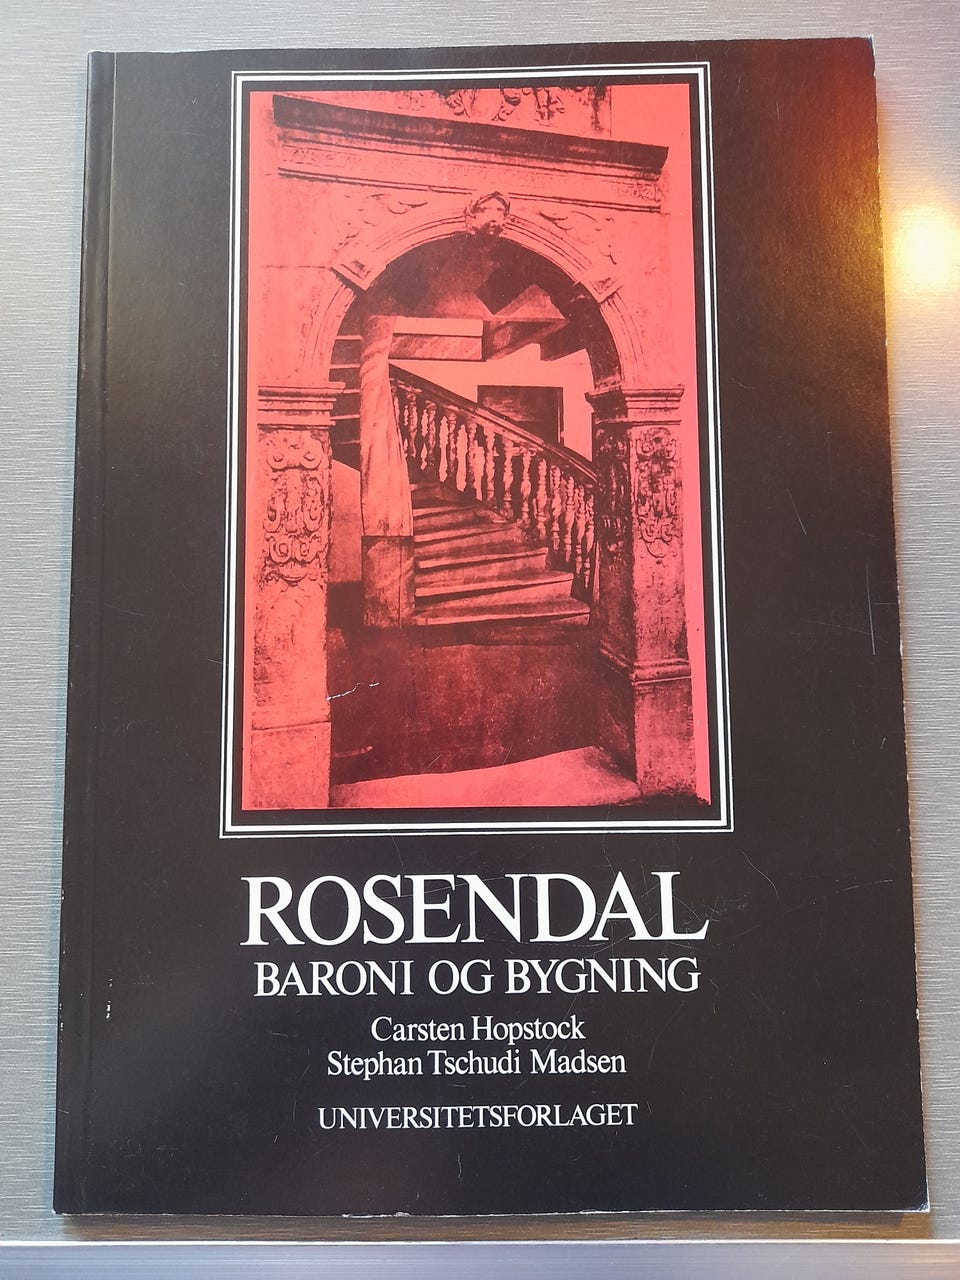 ROSENDAL
BARONI OG BYGNING
Carsten Hopstock
Stephan Tschudi Madsen
UNIVERSITETSFORLAGET